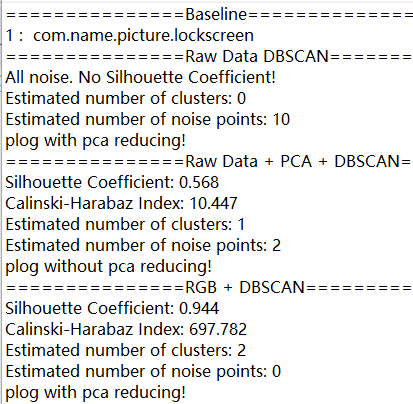 ===============Baseline==============
1 :  com.name.picture.lockscreen
===============Raw Data DBSCAN=======
All noise. No Silhouette Coefficient!
Estimated number of clusters: 0
Estimated number of noise points: 10
plog with pca reducing!
===============Raw Data + PCA + DBSCAN=
Silhouette Coefficient: 0.568
Calinski-Harabaz Index: 10.447
Estimated number of clusters: 1
Estimated number of noise points: 2
plog without pca reducing!
===============RGB + DBSCAN=========
Silhouette Coefficient: 0.944
Calinski-Harabaz Index: 697.782
Estimated number of clusters: 2
Estimated number of noise points: 0
plog with pca reducing!